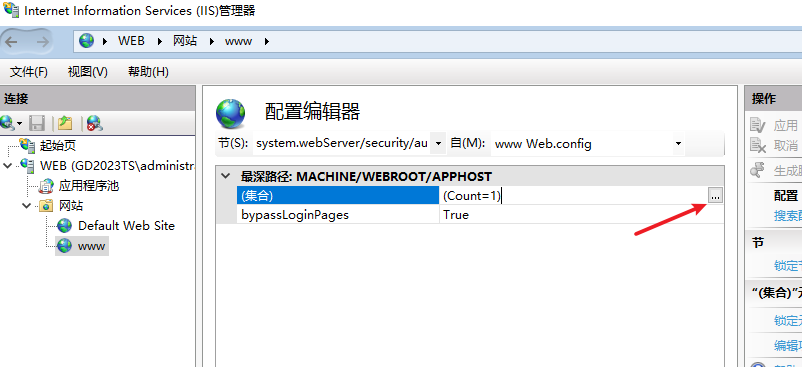 Internet Information Services (IIS)管理器
WEB 网站 www
文件(F) 视图(V) 帮助(H)
连接
起始页
WEB (GD2023TS\administra
应用程序池
网站
Default Web Site
www
配置编辑器
节(S): system.webServer/security/au 自(M): www Web.config
最深路径: MACHINE/WEBROOT/APPHOST
(集合) (Count=1) ...
bypassLoginPages True
操作
应用
取消
生成
配置
搜索
节
锁定
“(集合)”
锁定
编辑